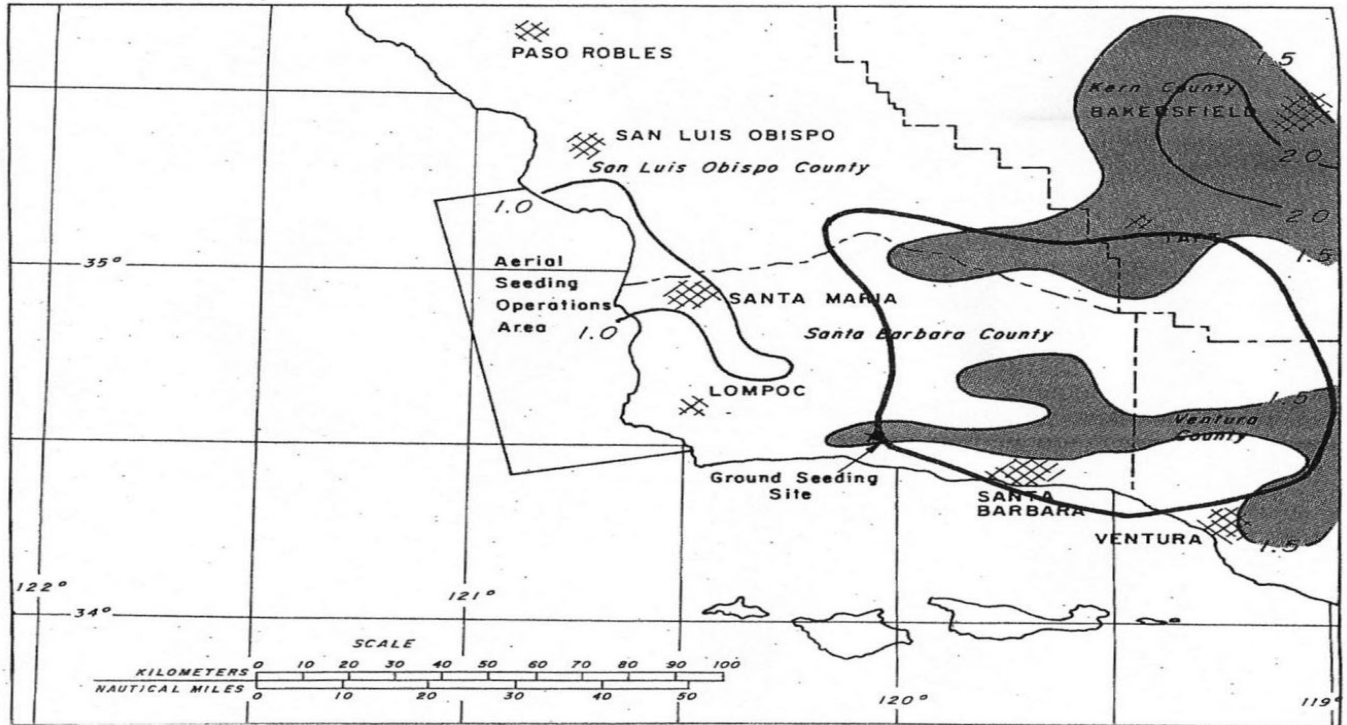 PASO ROBLES
1.5
Kern County
BAKERSFIELD
SAN LUIS OBISPO
San Luis Obispo County
2.0
1.0
2.0
TAFT
1.5
35°
Aerial
Seeding
Operations
Area
SANTA MARIA
1.0
Santa Barbara County
LOMPOC
1.5
Ventura
County
Ground Seeding
Site
SANTA
BARBARA
VENTURA
1.5
122°
121°
34°
SCALE
KILOMETERS 0 10 20 30 40 50 60 70 80 90 100
NAUTICAL MILES 0 10 20 30 40 50
120°
119°